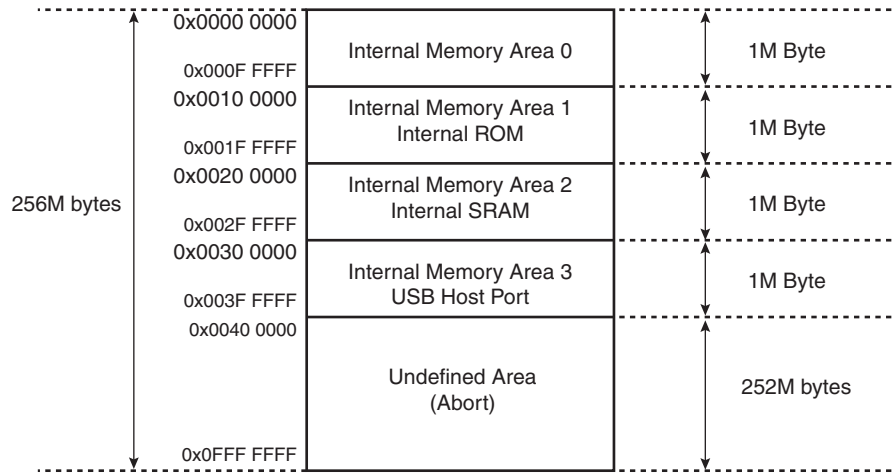 0x0000 0000
Internal Memory Area 0
1M Byte
0x000F FFFF
0x0010 0000
Internal Memory Area 1
Internal ROM
1M Byte
0x001F FFFF
0x0020 0000
256M bytes
Internal Memory Area 2
Internal SRAM
1M Byte
0x002F FFFF
0x0030 0000
Internal Memory Area 3
USB Host Port
1M Byte
0x003F FFFF
0x0040 0000
Undefined Area
(Abort)
252M bytes
0x0FFF FFFF